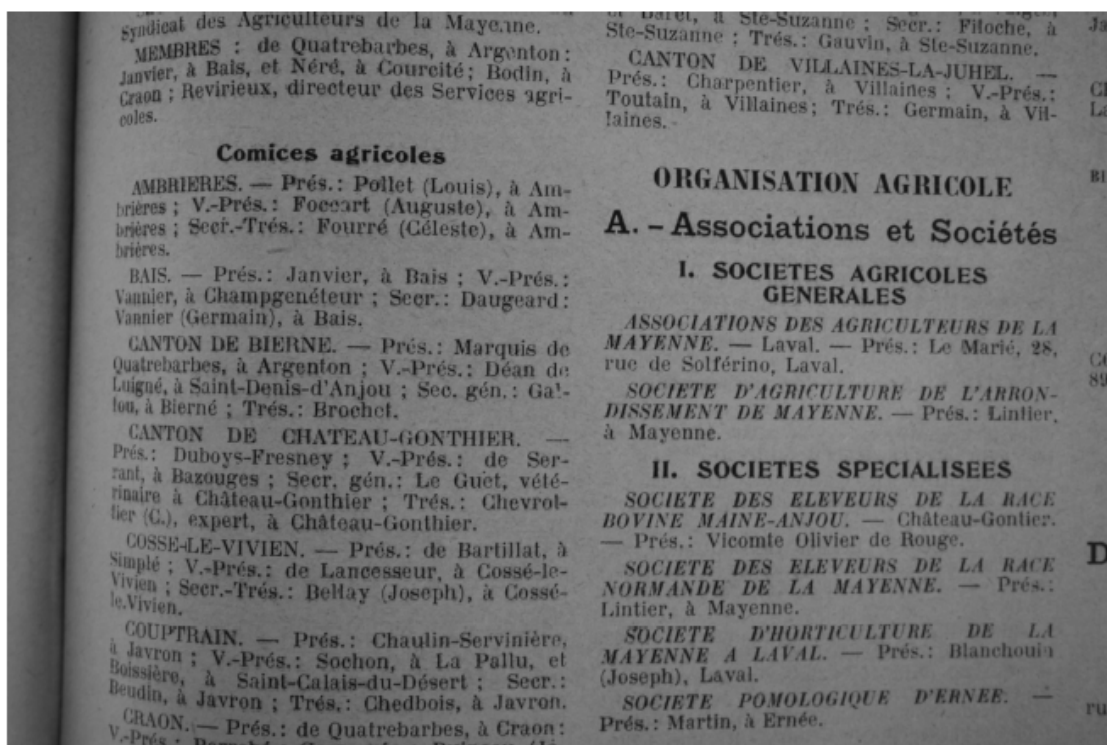 Syndicat des Agriculteurs de la Mayenne.
MEMBRES : de Quatrebarbes, à Argenton :
Janvier, à Bais, et Néré, à Courcité ; Bodin, à
Craon ; Revirieux, directeur des Services agri-
coles.
Comices agricoles
AMBRIERES. — Prés. : Pollet (Louis), à Am-
brières ; V.-Prés. : Foccart (Auguste), à Am-
brières ; Secr.-Trés. : Fourré (Céleste), à Am-
brières.
BAIS. — Prés. : Janvier, à Bais ; V.-Prés. :
Vannier, à Champgenéteur ; Secr. : Daugeard :
Vannier (Germain), à Bais.
CANTON DE BIERNE. — Prés. : Marquis de
Quatrebarbes, à Argenton ; V.-Prés. : Déan de
Luigné, à Saint-Denis-d'Anjou ; Sec. gén. :
à Bierné ; Trés. : Brochet.
CANTON DE CHATEAU-GONTHIER. —
Prés. : Duboys-Fresney ; V.-Prés. : de Ser-
rant, à Bazouges ; Secr. gén. : Le Guet, vété-
rinaire à Château-Gonthier ; Trés. : Chevrol-
lier (C.), expert, à Château-Gonthier.
COSSE-LE-VIVIEN. — Prés. : de Bartillat, à
Simplé ; V.-Prés. : de Lancesseur, à Cossé-le-
Vivien ; Secr.-Trés. : Bellay (Joseph), à Cossé-
le-Vivien.
COUPTRAIN. — Prés. : Chaulin-Servinière,
à Javron ; V.-Prés. : Sochon, à La Pallu, et
Boissière, à Saint-Calais-du-Désert ; Secr. :
Beudin, à Javron ; Trés. : Chedbois, à Javron.
CRAON. — Prés. : de Quatrebarbes, à Craon :
V.-Prés. :
et Baret, à Ste-Suzanne ; Secr. : Filoche, à
Ste-Suzanne ; Trés. : Gauvin, à Ste-Suzanne.
CANTON DE VILLAINES-LA-JUHEL. —
Prés. : Charpentier, à Villaines ; V.-Prés. :
Toutain, à Villaines ; Trés. : Germain, à Vil-
laines.
ORGANISATION AGRICOLE
A. - Associations et Sociétés
I. SOCIETES AGRICOLES
GENERALES
ASSOCIATIONS DES AGRICULTEURS DE LA
MAYENNE. — Laval. — Prés. : Le Marié, 28,
rue de Solférino, Laval.
SOCIETE D'AGRICULTURE DE L'ARRON-
DISSEMENT DE MAYENNE. — Prés. : Lintier,
à Mayenne.
II. SOCIETES SPECIALISEES
SOCIETE DES ELEVEURS DE LA RACE
BOVINE MAINE-ANJOU. — Château-Gontier.
— Prés. : Vicomte Olivier de Rouge.
SOCIETE DES ELEVEURS DE LA RACE
NORMANDE DE LA MAYENNE. — Prés. :
Lintier, à Mayenne.
SOCIETE D'HORTICULTURE DE LA
MAYENNE A LAVAL. — Prés. : Blanchouin
(Joseph), Laval.
SOCIETE POMOLOGIQUE D'ERNEE. —
Prés. : Martin, à Ernée.